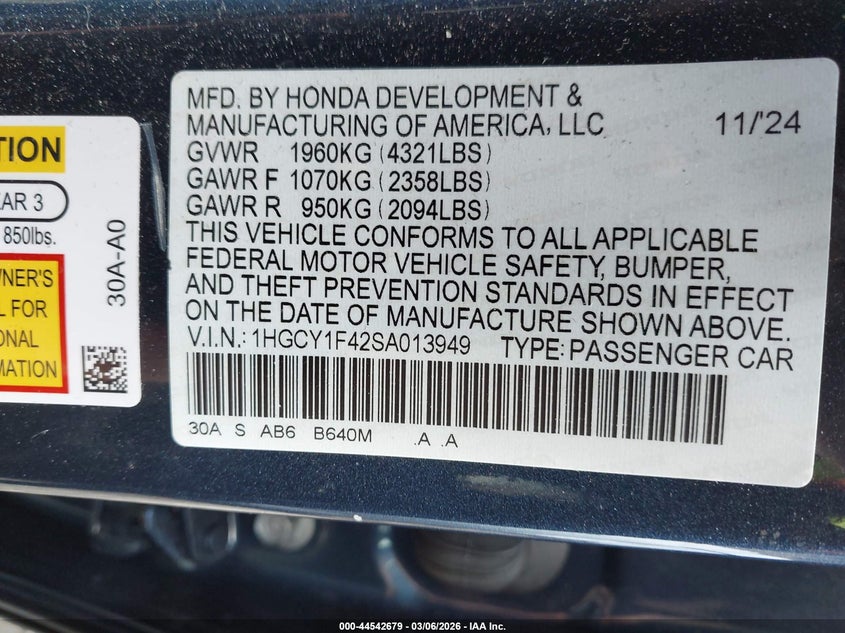 TION
EAR 3
850lbs.
WNER'S
L FOR
IONAL
MATION
30A-A0
MFD. BY HONDA DEVELOPMENT &
MANUFACTURING OF AMERICA, LLC 11/'24
GVWR 1960KG (4321LBS)
GAWR F 1070KG (2358LBS)
GAWR R 950KG (2094LBS)
THIS VEHICLE CONFORMS TO ALL APPLICABLE
FEDERAL MOTOR VEHICLE SAFETY, BUMPER,
AND THEFT PREVENTION STANDARDS IN EFFECT
ON THE DATE OF MANUFACTURE SHOWN ABOVE.
V.I.N.: 1HGCY1F42SA013949 TYPE: PASSENGER CAR
30A S AB6 B640M .A .A
000-44542679 — 03/06/2026 — IAA Inc.